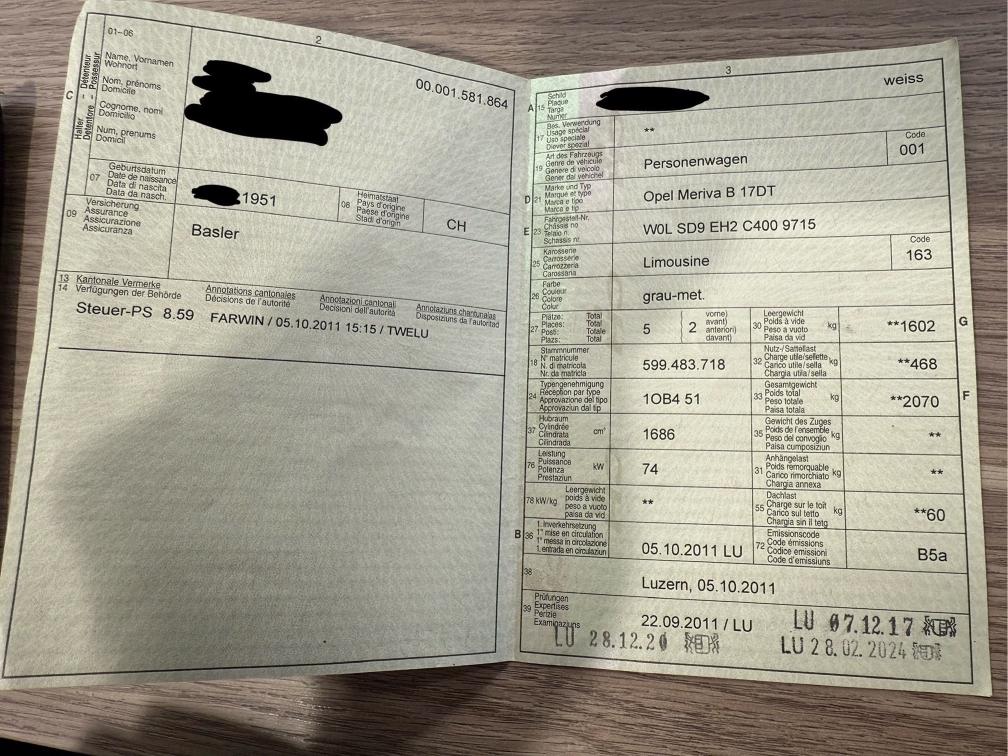 01-06
2
00.001.581.864
C
Halter - Détenteur
Detentore Possessur
Name, Vornamen
Wohnort
Nom, prénoms
Domicile
Cognome, nomi
Domicilio
Num, prenums
Domicil
07
Geburtsdatum
Date de naissance
Data di nascita
Data da nasch.
1951
08
Heimatstaat
Pays d'origine
Paese d'origine
Stadi d'origin
CH
09
Versicherung
Assurance
Assicurazione
Assicuranza
Basler
13 Kantonale Vermerke
14 Verfügungen der Behörde
Annotations cantonales
Décisions de l'autorité
Annotazioni cantonali
Decisioni dell'autorità
Annotaziuns chantunalas
Disposiziuns da l'autoritad
Steuer-PS 8.59 FARWIN / 05.10.2011 15:15 / TWELU
3
A 15
Schild
Plaque
Targa
Numer
weiss
17
Bes. Verwendung
Usage spécial
Uso speciale
Diever spezial
**
19
Art des Fahrzeugs
Genre de véhicule
Genere di veicolo
Gener dal vehichel
Personenwagen
Code
001
D 21
Marke und Typ
Marque et type
Marca e tipo
Marca e tip
Opel Meriva B 17DT
E 23
Fahrgestell-Nr.
Châssis no
Telaio n.
Schassis nr.
W0L SD9 EH2 C400 9715
25
Karosserie
Carrosserie
Carrozzeria
Carossaria
Limousine
Code
163
26
Farbe
Couleur
Colore
Colur
grau-met.
27
Plätze: Total
Places: Total
Posti: Totale
Plazs: Total
5
2
vorne)
avant)
anteriori)
davant)
30
Leergewicht
Poids à vide
Peso a vuoto
Paisa da vid
kg
**1602
G
18
Stammnummer
N° matricule
N. di matricola
Nr. da matricla
599.483.718
32
Nutz-/Sattellast
Charge utile/sellette
Carico utile/sella
Chargia utila/sella
kg
**468
24
Typengenehmigung
Réception par type
Approvazione del tipo
Approvaziun dal tip
1OB4 51
33
Gesamtgewicht
Poids total
Peso totale
Paisa totala
kg
**2070
F
37
Hubraum
Cylindrée
Cilindrata
Cilindrada
cm³
1686
35
Gewicht des Zuges
Poids de l'ensemble
Peso del convoglio
Paisa cumposiziun
kg
**
76
Leistung
Puissance
Potenza
Prestaziun
kW
74
31
Anhängelast
Poids remorquable
Carico rimorchiato
Chargia annexa
kg
**
78 kW/kg
Leergewicht
poids à vide
peso a vuoto
paisa da vid
**
55
Dachlast
Charge sur le toit
Carico sul tetto
Chargia sin il tetg
kg
**60
B 36
1. Inverkehrsetzung
1re mise en circulation
1a messa in circolazione
1. entrada en circulaziun
05.10.2011 LU
72
Emissionscode
Code émissions
Codice emissioni
Code d'emissiuns
B5a
38
Luzern, 05.10.2011
39
Prüfungen
Expertises
Perizie
Examinaziuns
22.09.2011 / LU
LU 07.12.17
LU 28.12.20
LU 28.02.2024